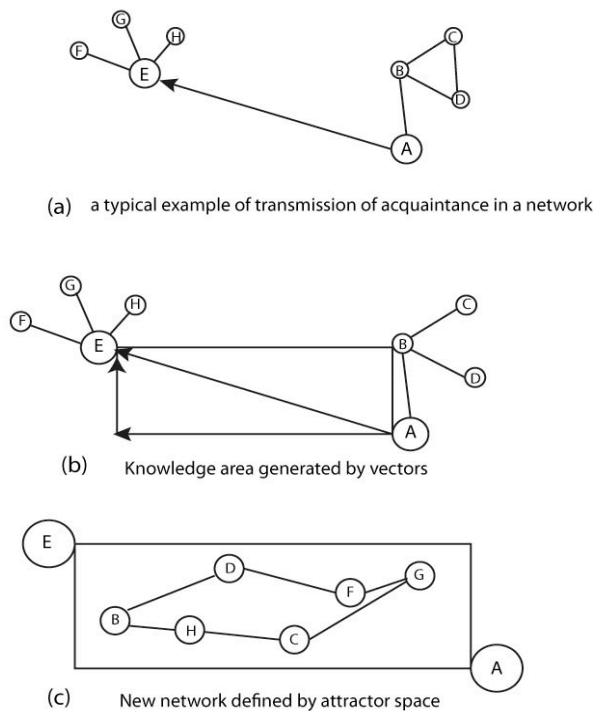 G
H
F
E
C
B
D
A
(a) a typical example of transmission of acquaintance in a network
G
H
C
F
E
B
D
A
(b) Knowledge area generated by vectors
E
D
G
F
B
H
C
A
(c) New network defined by attractor space